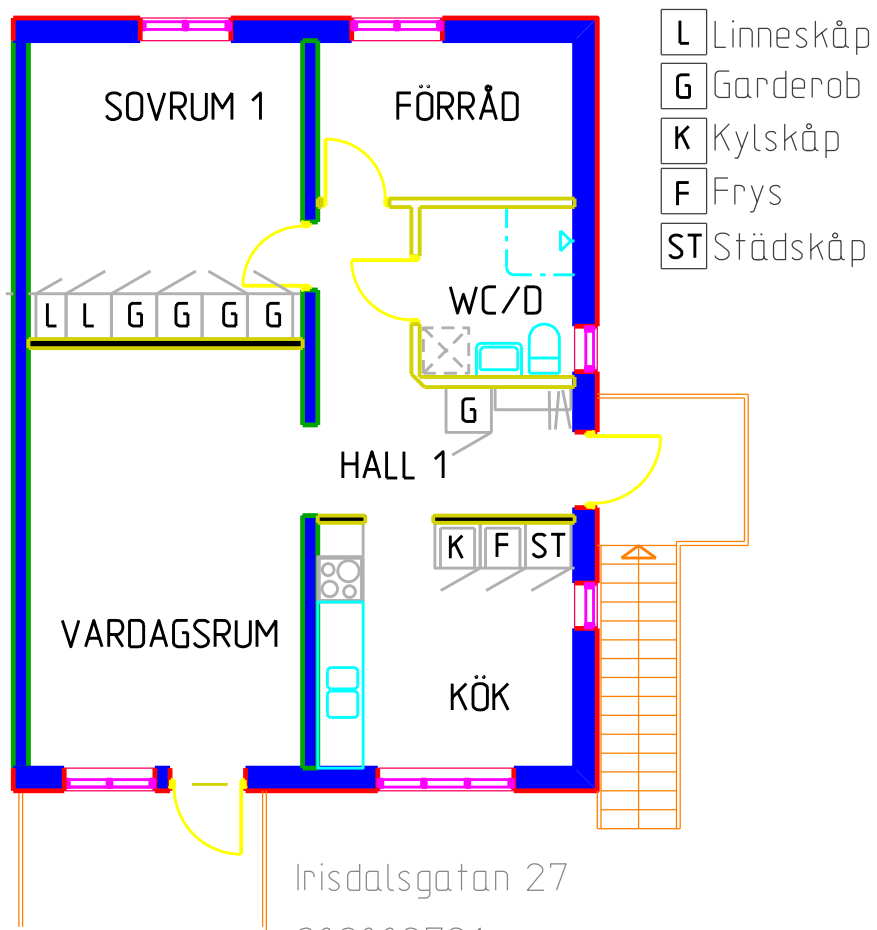 L Linneskåp
G Garderob
K Kylskåp
F Frys
ST Städskåp
SOVRUM 1
FÖRRÅD
WC/D
L L G G G G
G
HALL 1
K F ST
VARDAGSRUM
KÖK
Irisdalsgatan 27